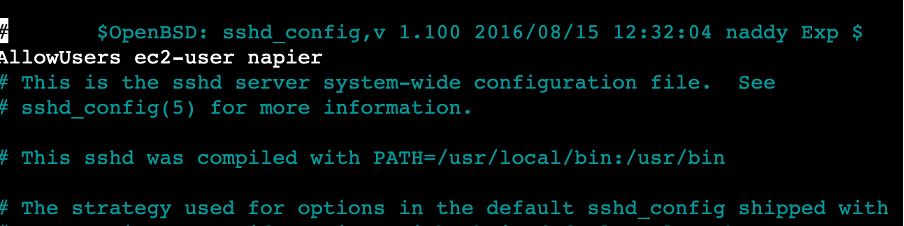 #       $OpenBSD: sshd_config,v 1.100 2016/08/15 12:32:04 naddy Exp $
AllowUsers ec2-user napier
# This is the sshd server system-wide configuration file.  See
# sshd_config(5) for more information.
# This sshd was compiled with PATH=/usr/local/bin:/usr/bin
# The strategy used for options in the default sshd_config shipped with